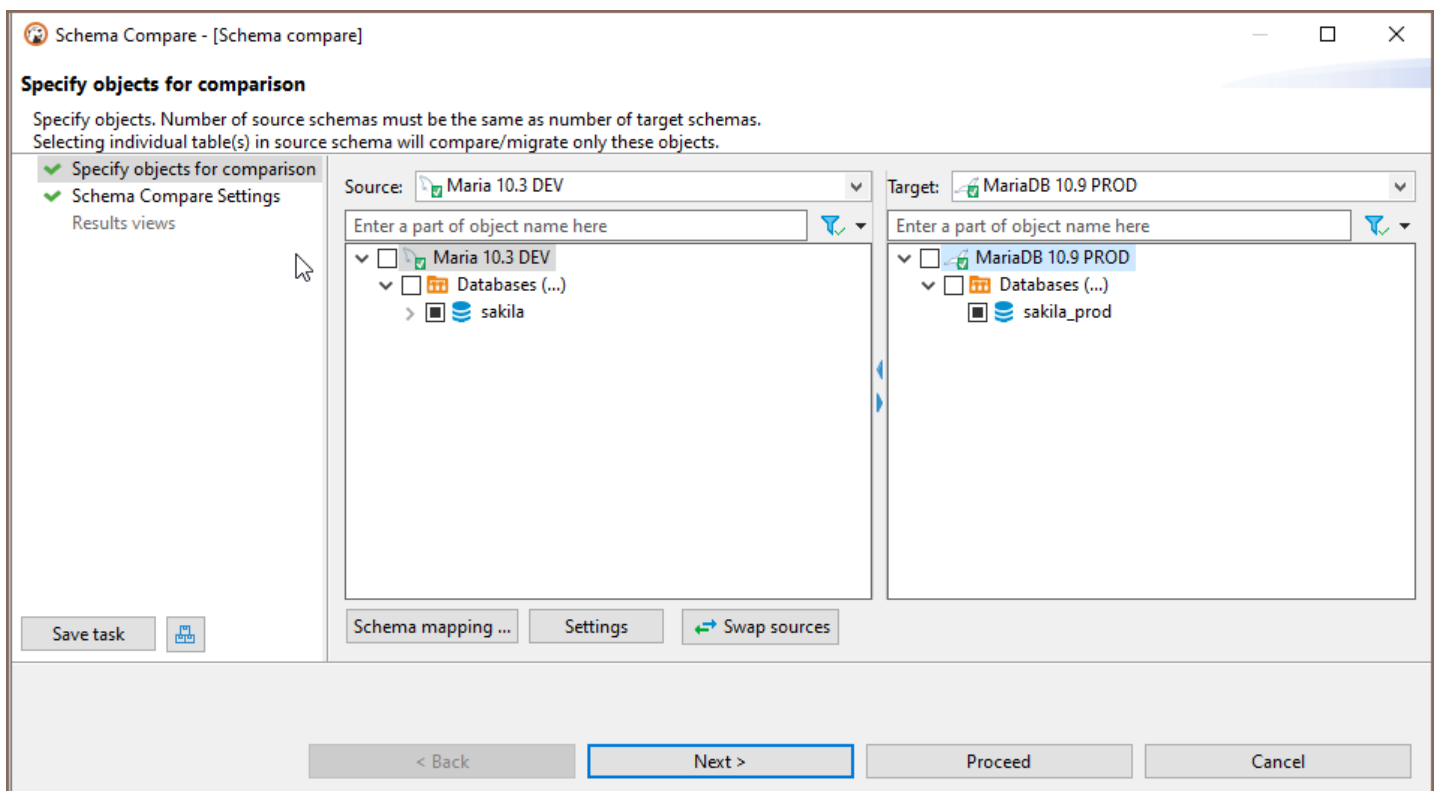 Schema Compare - [Schema compare]
Specify objects for comparison
Specify objects. Number of source schemas must be the same as number of target schemas.
Selecting individual table(s) in source schema will compare/migrate only these objects.
Specify objects for comparison
Schema Compare Settings
Results views
Source: Maria 10.3 DEV
Enter a part of object name here
Maria 10.3 DEV
Databases (...)
sakila
Target: MariaDB 10.9 PROD
Enter a part of object name here
MariaDB 10.9 PROD
Databases (...)
sakila_prod
Save task
Schema mapping ...
Settings
Swap sources
< Back
Next >
Proceed
Cancel